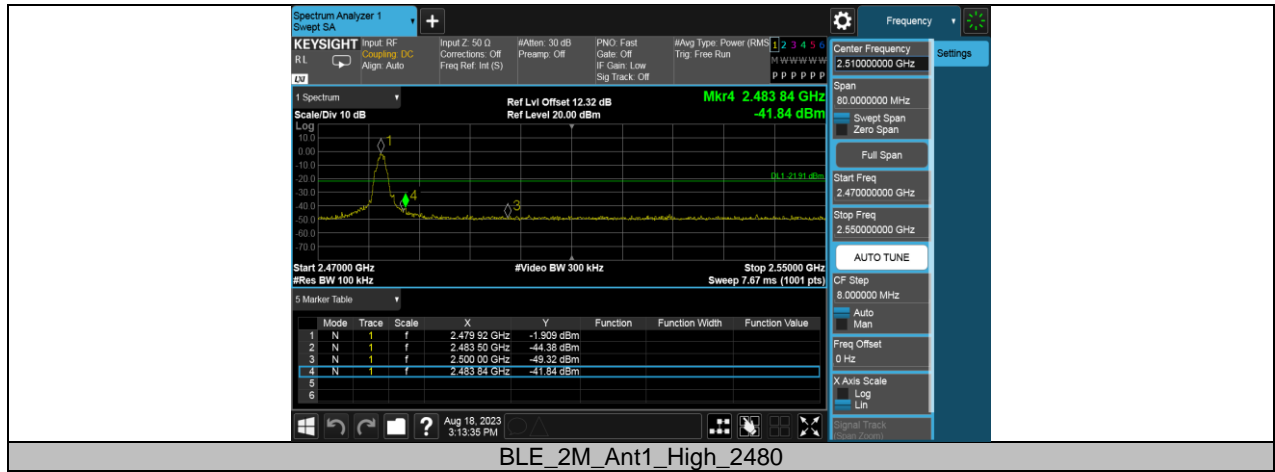 Spectrum Analyzer 1
Swept SA
+
Frequency
KEYSIGHT
RL
LXI
Input: RF
Coupling: DC
Align: Auto
Input Z: 50 Ω
Corrections: Off
Freq Ref: Int (S)
#Atten: 30 dB
Preamp: Off
PNO: Fast
Gate: Off
IF Gain: Low
Sig Track: Off
#Avg Type: Power (RMS
Trig: Free Run
1 2 3 4 5 6
M W W W W W
P P P P P P
1 Spectrum
Scale/Div 10 dB
Ref Lvl Offset 12.32 dB
Ref Level 20.00 dBm
Mkr4 2.483 84 GHz
-41.84 dBm
Log
10.0
0.00
-10.0
-20.0
-30.0
-40.0
-50.0
-60.0
-70.0
1
4
3
DL1 -21.91 dBm
Start 2.47000 GHz
#Res BW 100 kHz
#Video BW 300 kHz
Stop 2.55000 GHz
Sweep 7.67 ms (1001 pts)
5 Marker Table
Mode Trace Scale X Y Function Function Width Function Value
1 N 1 f 2.479 92 GHz -1.909 dBm
2 N 1 f 2.483 50 GHz -44.38 dBm
3 N 1 f 2.500 00 GHz -49.32 dBm
4 N 1 f 2.483 84 GHz -41.84 dBm
5
6
?
Aug 18, 2023
3:13:35 PM
Settings
Center Frequency
2.510000000 GHz
Span
80.0000000 MHz
Swept Span
Zero Span
Full Span
Start Freq
2.470000000 GHz
Stop Freq
2.550000000 GHz
AUTO TUNE
CF Step
8.000000 MHz
Auto
Man
Freq Offset
0 Hz
X Axis Scale
Log
Lin
Signal Track
(Span Zoom)
BLE_2M_Ant1_High_2480